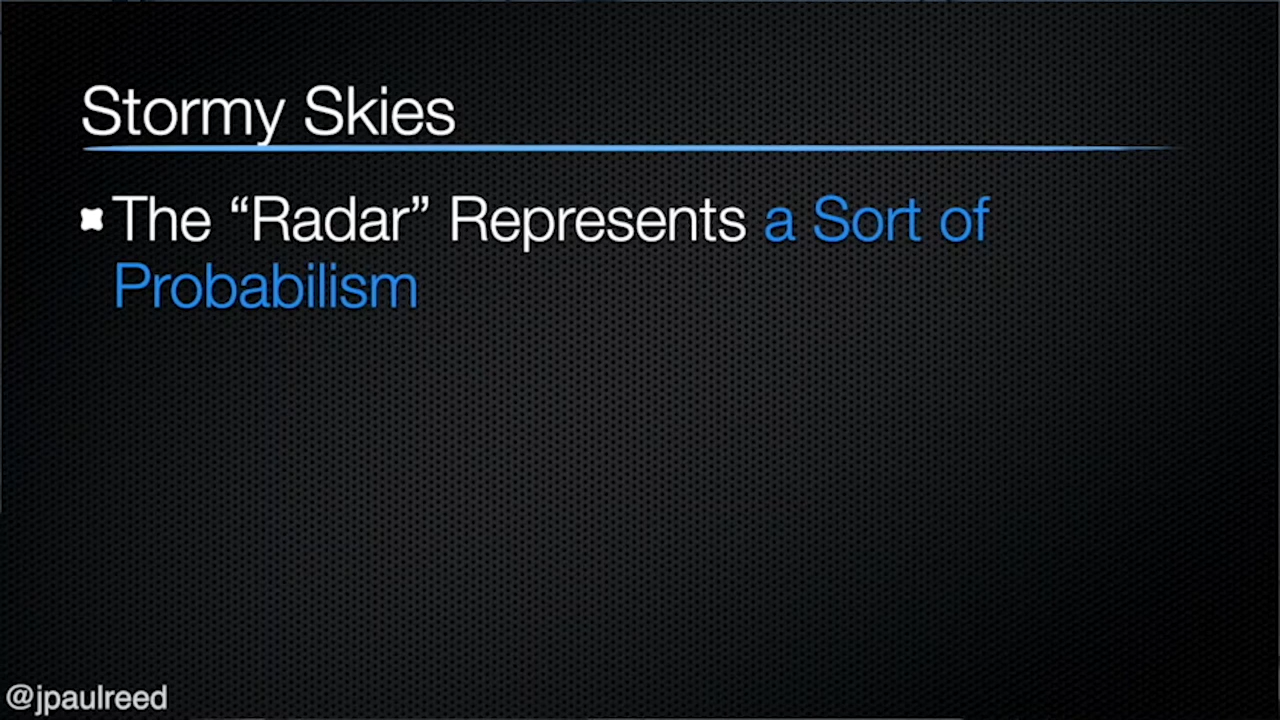 Stormy Skies
The “Radar” Represents a Sort of
Probabilism
@jpaulreed